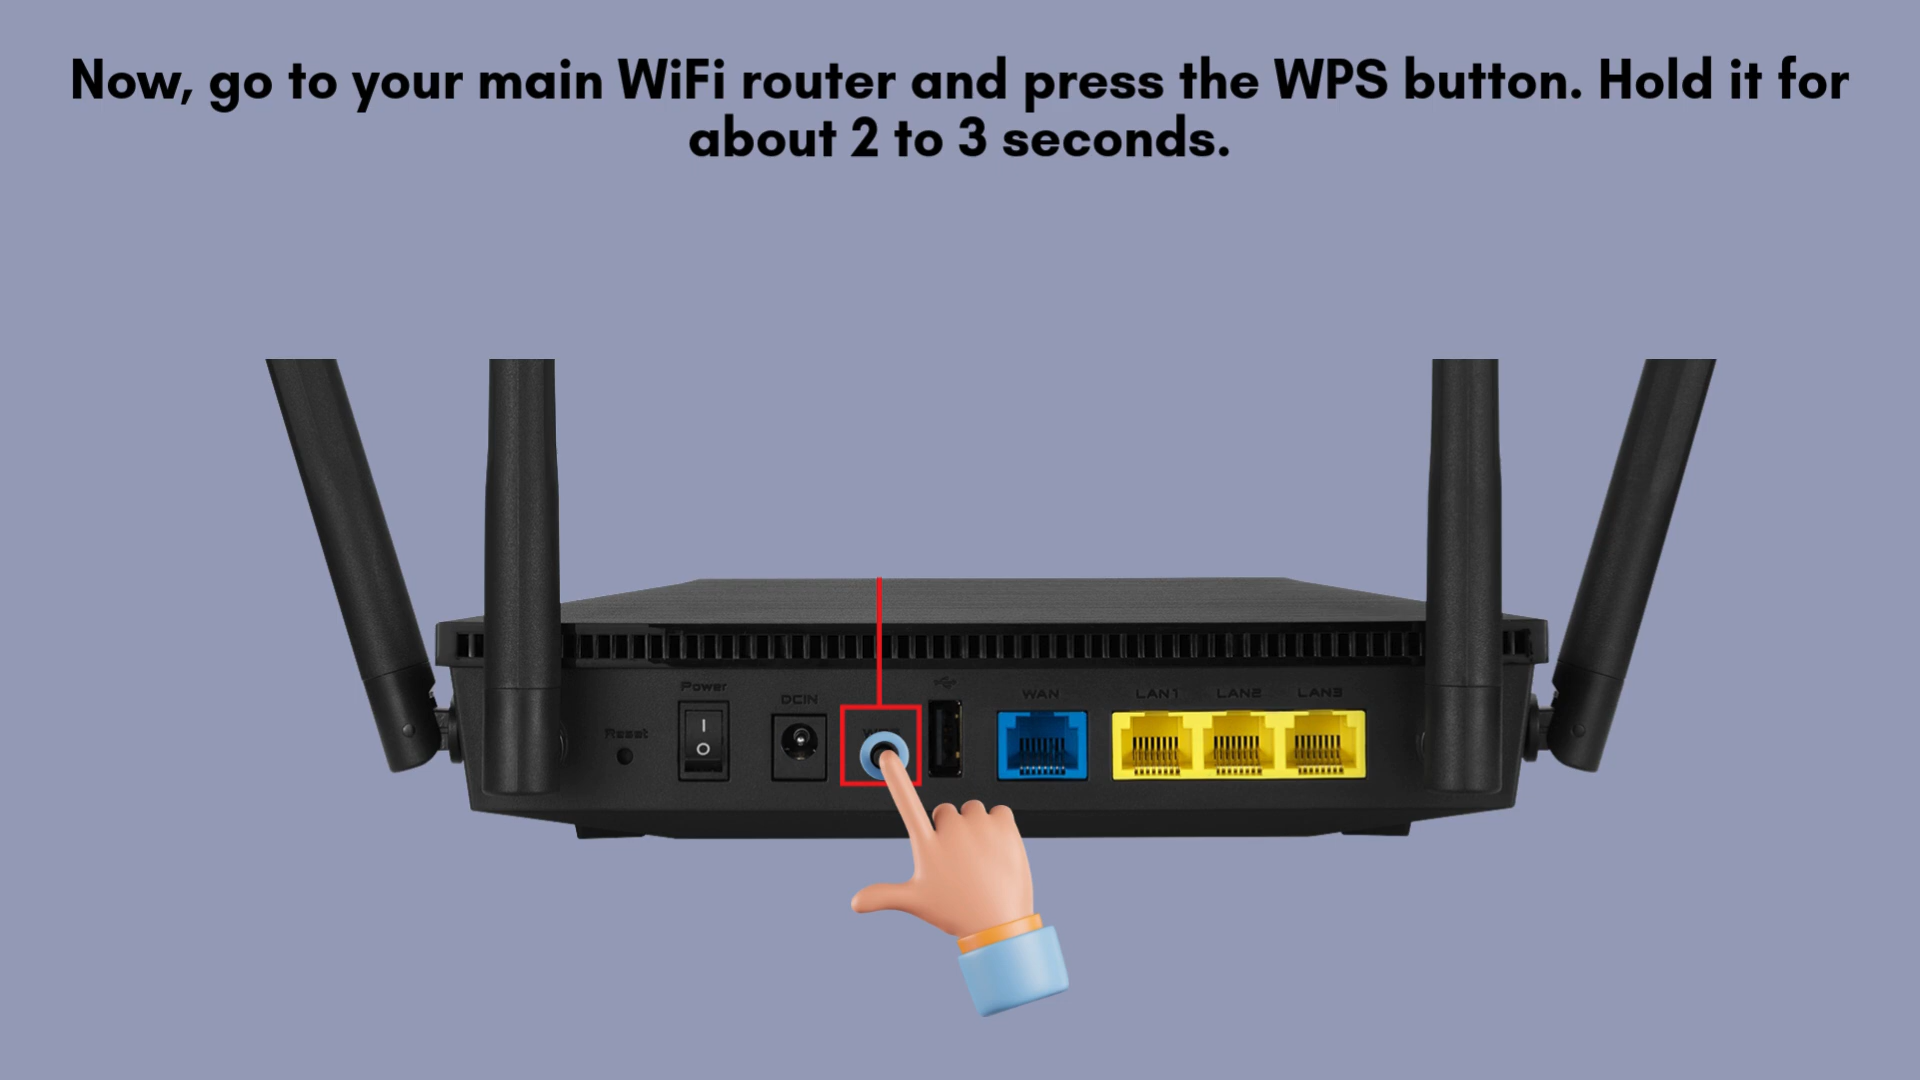 Now, go to your main WiFi router and press the WPS button. Hold it for
about 2 to 3 seconds.
Power
DCIN
WAN
LAN1
LAN2
LAN3
Reset